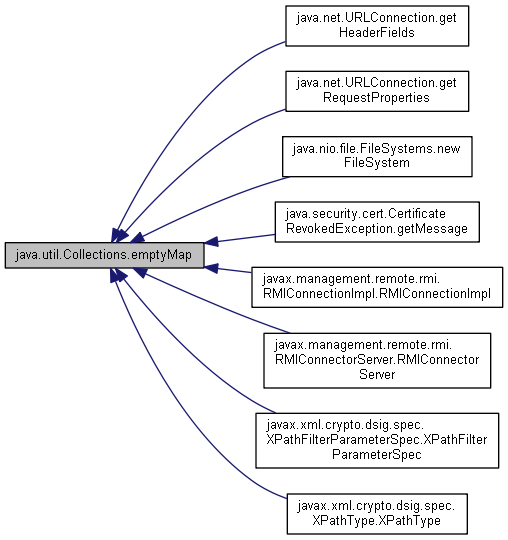 java.net.URLConnection.get
HeaderFields
java.net.URLConnection.get
RequestProperties
java.nio.file.FileSystems.new
FileSystem
java.security.cert.Certificate
RevokedException.getMessage
java.util.Collections.emptyMap
javax.management.remote.rmi.
RMIConnectionImpl.RMIConnectionImpl
javax.management.remote.rmi.
RMIConnectorServer.RMIConnector
Server
javax.xml.crypto.dsig.spec.
XPathFilterParameterSpec.XPathFilter
ParameterSpec
javax.xml.crypto.dsig.spec.
XPathType.XPathType